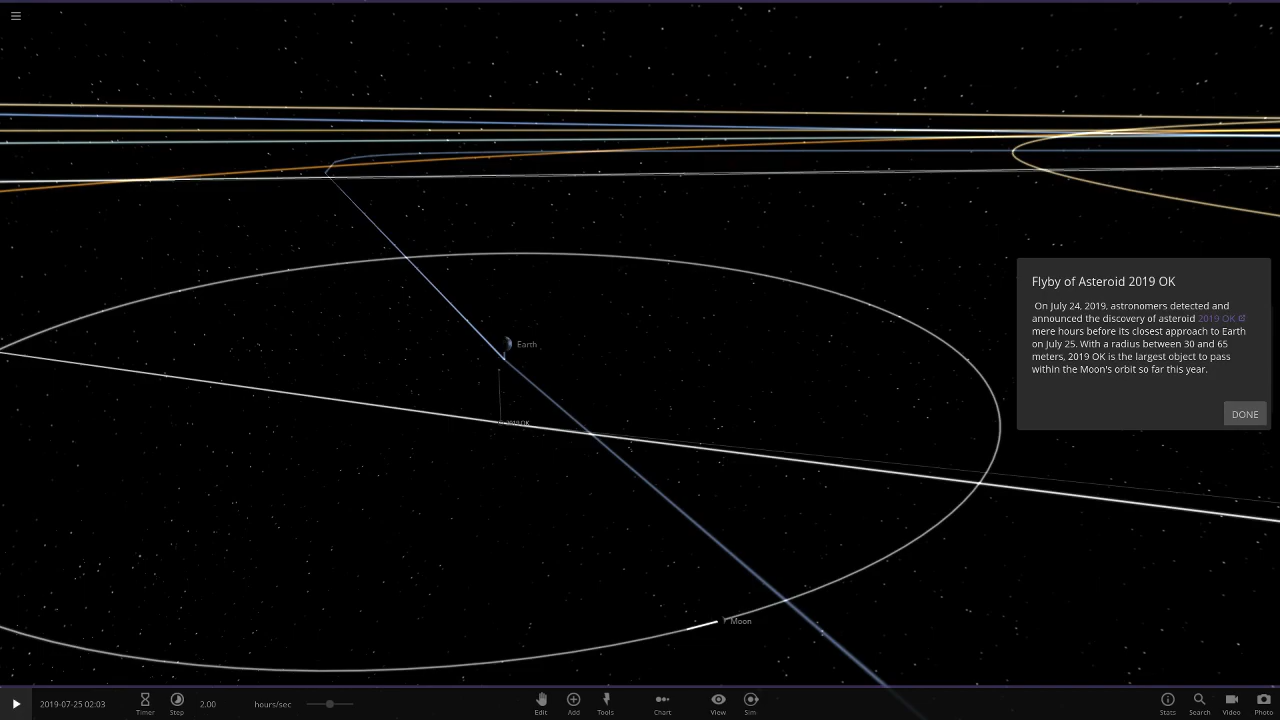 Earth
2019 OK
Moon
Flyby of Asteroid 2019 OK
On July 24, 2019, astronomers detected and
announced the discovery of asteroid 2019 OK
mere hours before its closest approach to Earth
on July 25. With a radius between 30 and 65
meters, 2019 OK is the largest object to pass
within the Moon's orbit so far this year.
DONE
2019-07-25 02:03
Timer
Step
2.00
hours/sec
Edit
Add
Tools
Chart
View
Sim
Stats
Search
Video
Photo